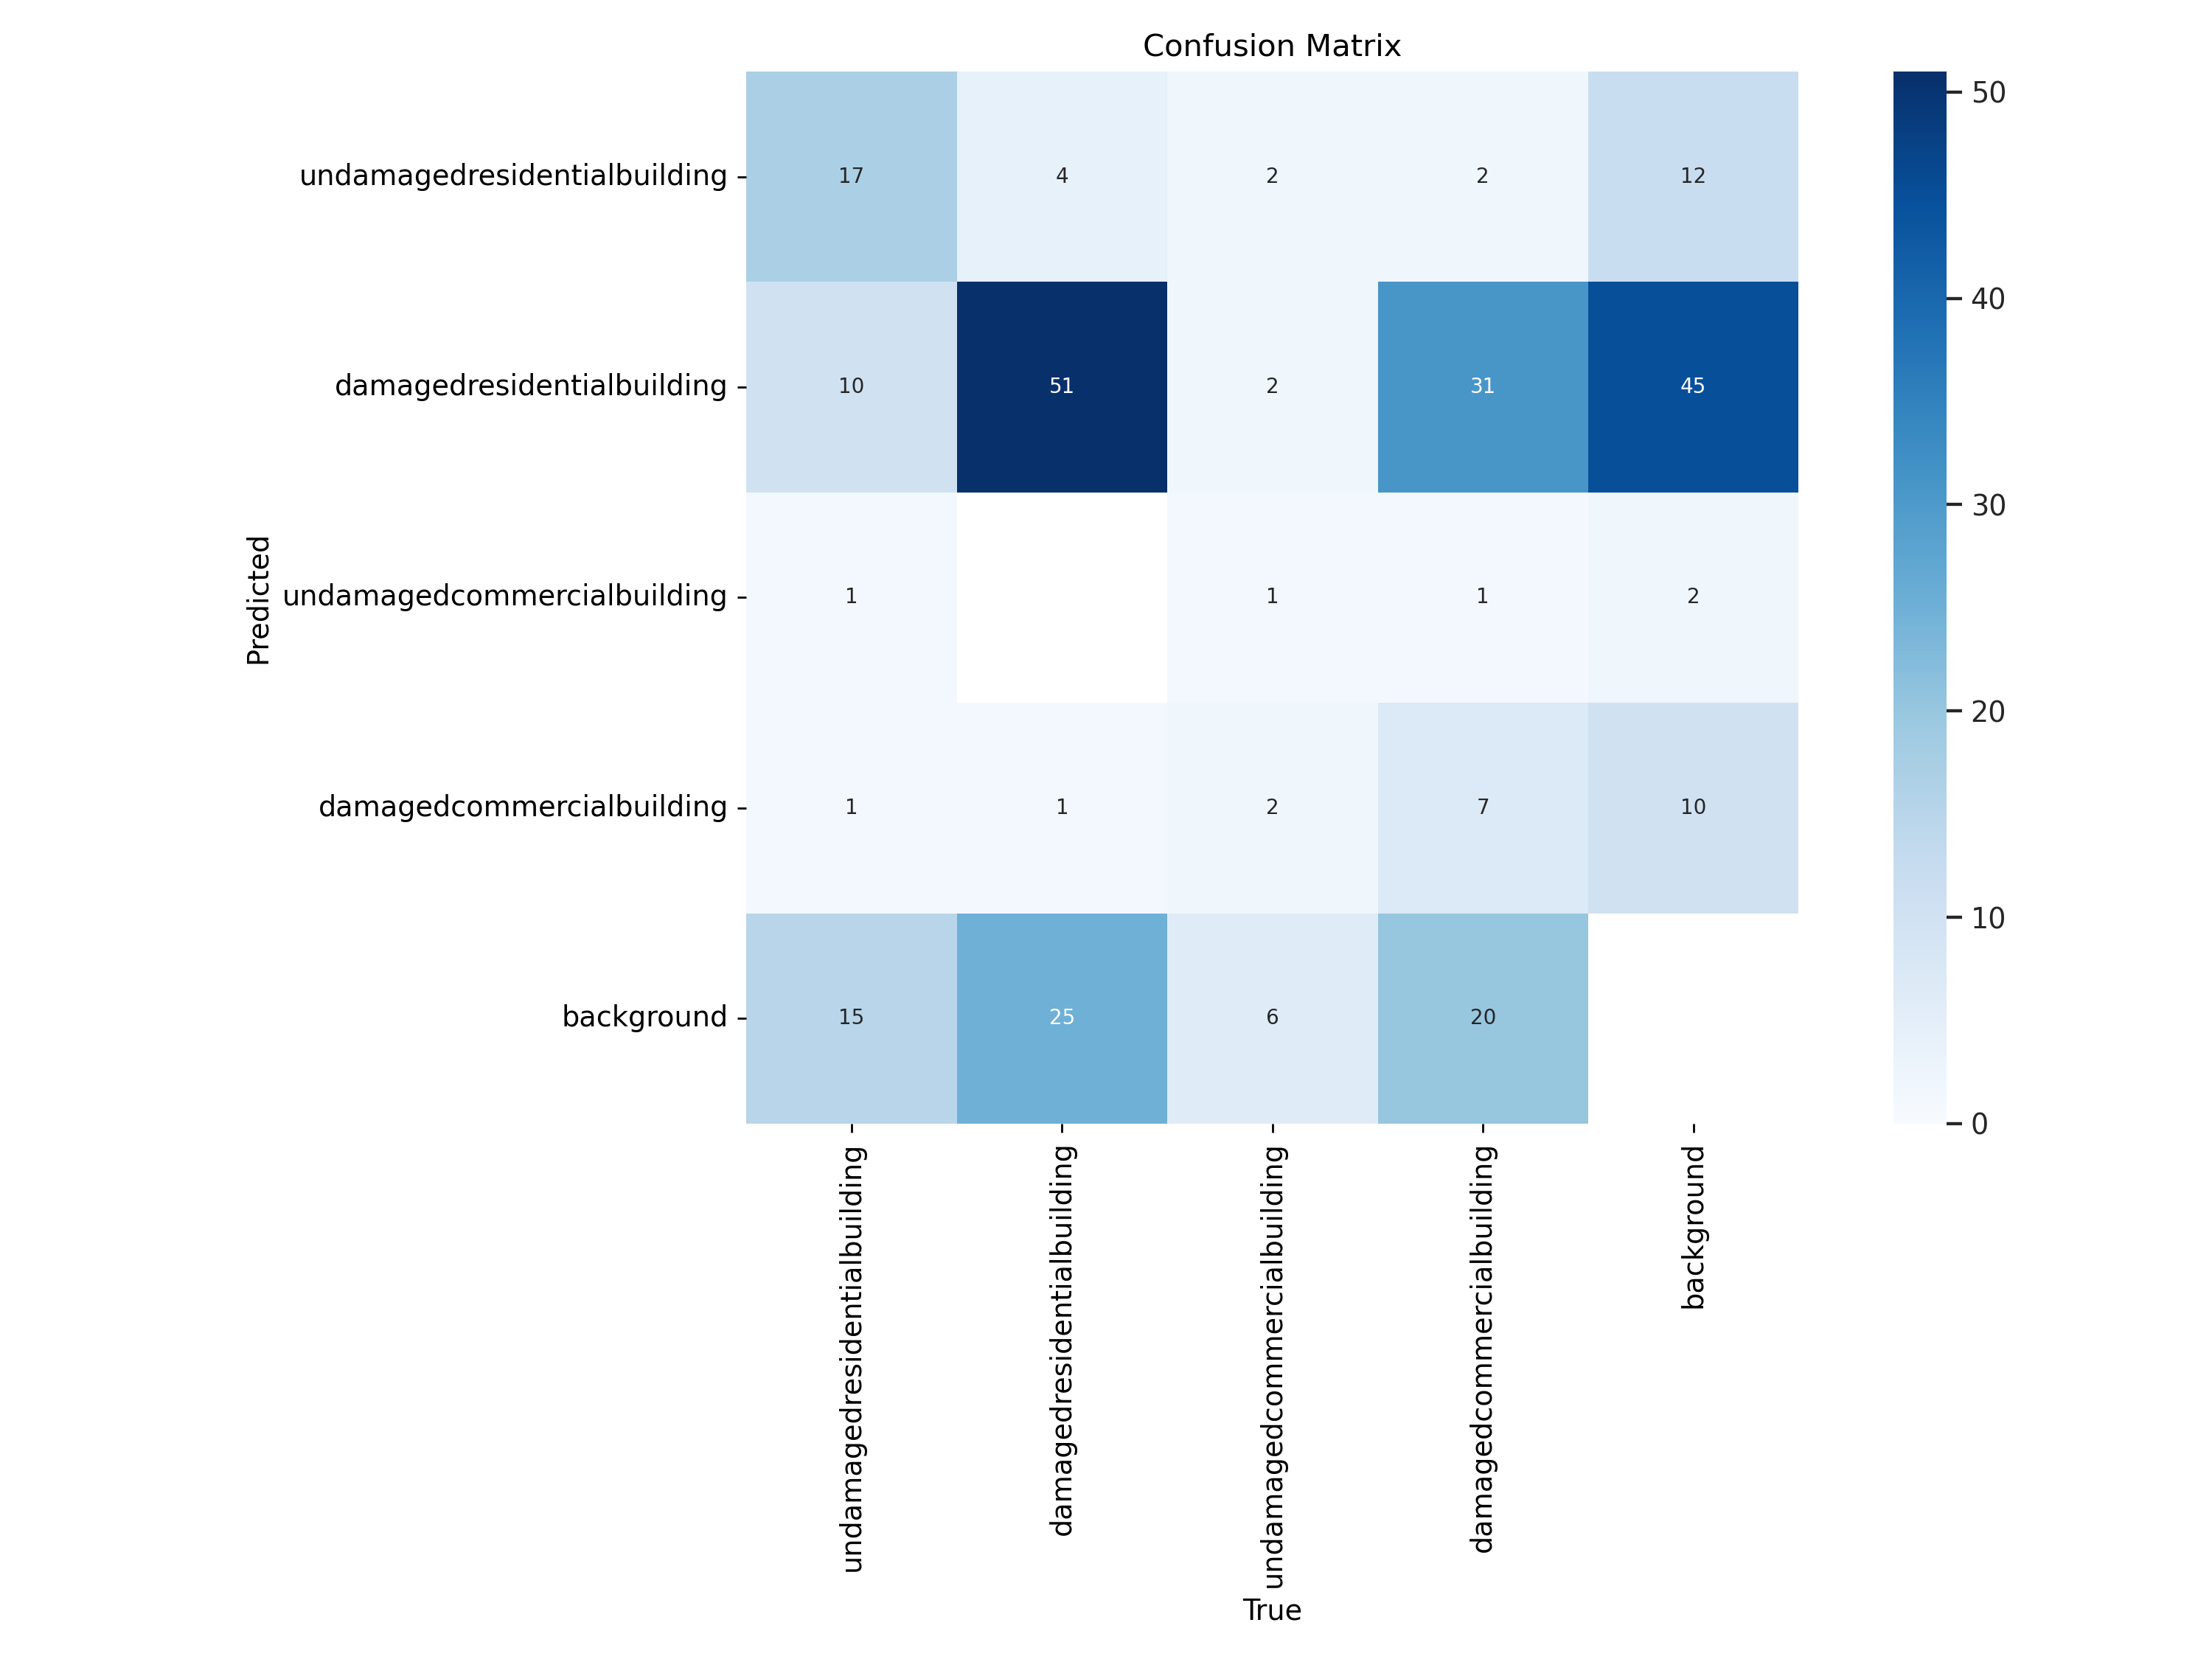 Confusion Matrix
undamagedresidentialbuilding
17 4 2 2 12
damagedresidentialbuilding
10 51 2 31 45
undamagedcommercialbuilding
1 1 1 2
damagedcommercialbuilding
1 1 2 7 10
background
15 25 6 20
Predicted
50
40
30
20
10
0
undamagedresidentialbuilding
damagedresidentialbuilding
undamagedcommercialbuilding
damagedcommercialbuilding
background
True